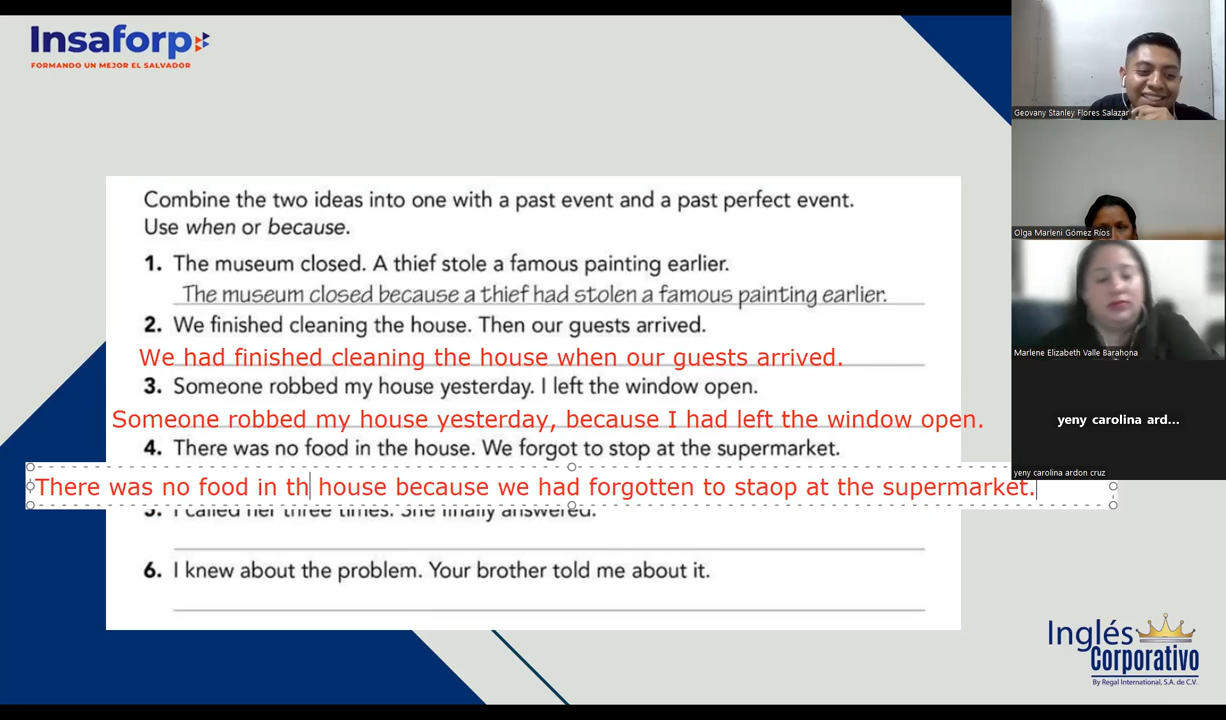 Insaforp
FORMANDO UN MEJOR EL SALVADOR
Combine the two ideas into one with a past event and a past perfect event.
Use when or because.
1. The museum closed. A thief stole a famous painting earlier.
The museum closed because a thief had stolen a famous painting earlier.
2. We finished cleaning the house. Then our guests arrived.
We had finished cleaning the house when our guests arrived.
3. Someone robbed my house yesterday. I left the window open.
Someone robbed my house yesterday, because I had left the window open.
4. There was no food in the house. We forgot to stop at the supermarket.
There was no food in th house because we had forgotten to staop at the supermarket.
5. I called her three times. She finally answered.
6. I knew about the problem. Your brother told me about it.
Geovany Stanley Flores Salazar
Olga Marleni Gómez Ríos
Marlene Elizabeth Valle Barahona
yeny carolina ard...
yeny carolina ardon cruz
Inglés
Corporativo
By Regal International, S.A. de C.V.